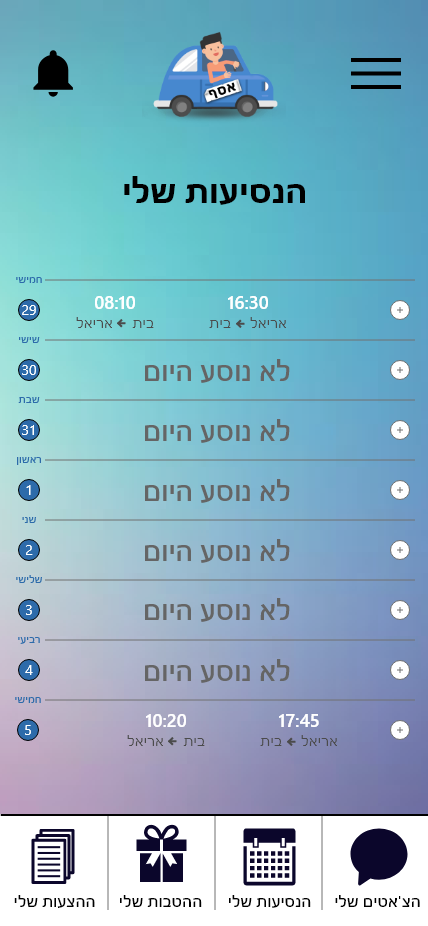 אסף
הנסיעות שלי
חמישי
29
16:30 08:10
אריאל ← בית בית ← אריאל
שישי
30 לא נוסע היום
שבת
31 לא נוסע היום
ראשון
1 לא נוסע היום
שני
2 לא נוסע היום
שלישי
3 לא נוסע היום
רביעי
4 לא נוסע היום
חמישי
5
17:45 10:20
אריאל ← בית בית ← אריאל
הצ'אטים שלי הנסיעות שלי ההטבות שלי ההצעות שלי